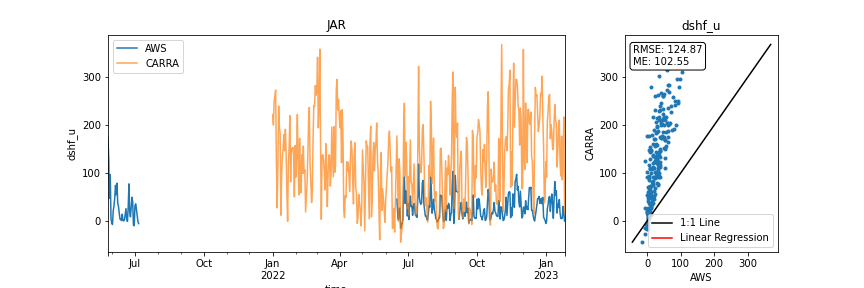 JAR
AWS
CARRA
dshf_u
300
200
100
0
Jul
Oct
Jan
2022
Apr
Jul
Oct
Jan
2023
time
dshf_u
RMSE: 124.87
ME: 102.55
CARRA
300
200
100
0
1:1 Line
Linear Regression
0
100
200
300
AWS